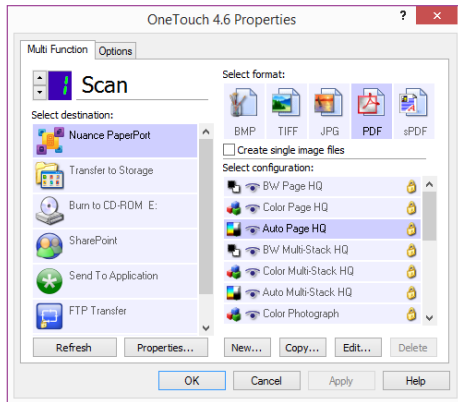 OneTouch 4.6 Properties
?
×
Multi Function
Options
1
Scan
Select destination:
Nuance PaperPort
Transfer to Storage
Burn to CD-ROM E:
SharePoint
Send To Application
FTP Transfer
Refresh
Properties...
Select format:
BMP
TIFF
JPG
PDF
sPDF
Create single image files
Select configuration:
BW Page HQ
Color Page HQ
Auto Page HQ
BW Multi-Stack HQ
Color Multi-Stack HQ
Auto Multi-Stack HQ
Color Photograph
New...
Copy...
Edit...
Delete
OK
Cancel
Apply
Help